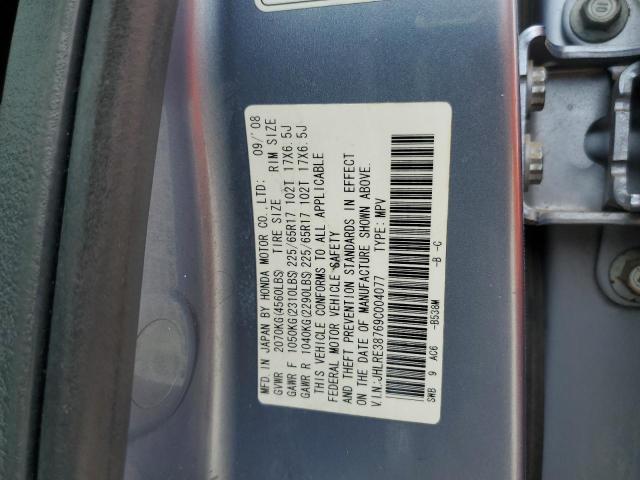 MFD. IN JAPAN BY HONDA MOTOR CO., LTD: 09/'08
GVWR 2070KG(4560LBS) TIRE SIZE RIM SIZE
GAWR F 1050KG(2310LBS) 225/65R17 102T 17X6.5J
GAWR R 1040KG(2290LBS) 225/65R17 102T 17X6.5J
THIS VEHICLE CONFORMS TO ALL APPLICABLE
FEDERAL MOTOR VEHICLE SAFETY
AND THEFT PREVENTION STANDARDS IN EFFECT
ON THE DATE OF MANUFACTURE SHOWN ABOVE.
V.I.N:JHLRE38769C004077 TYPE: MPV
SWB 9 AC6 -B538M -B -C